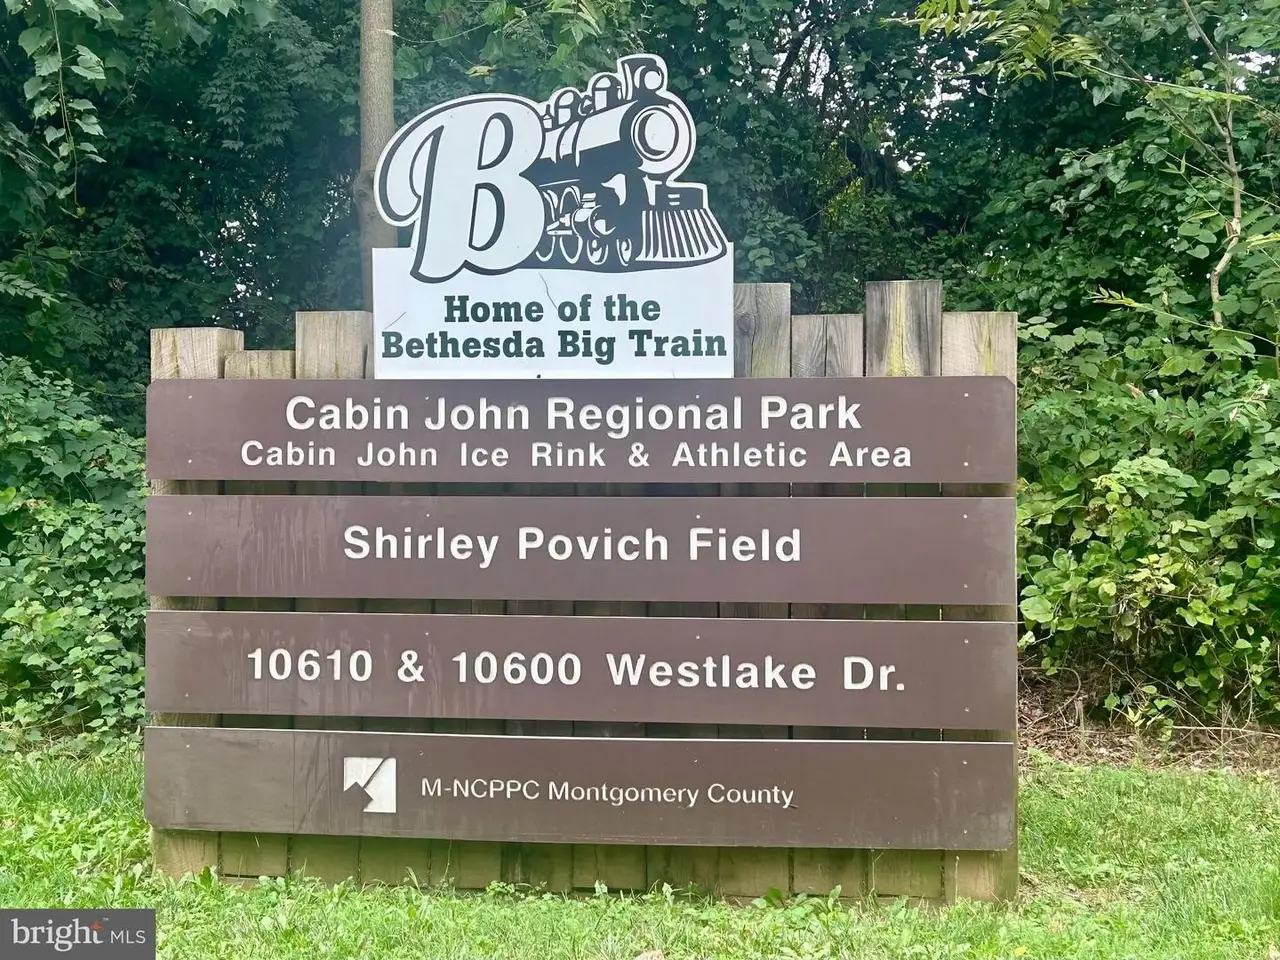 B
Home of the
Bethesda Big Train
Cabin John Regional Park
Cabin John Ice Rink & Athletic Area
Shirley Povich Field
10610 & 10600 Westlake Dr.
M-NCPPC Montgomery County
bright™ MLS